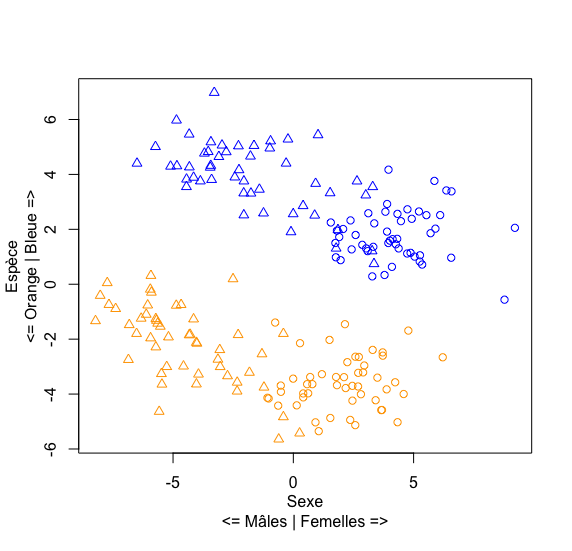 Espèce
<= Orange | Bleue =>
6
4
2
0
-2
-4
-6
-5
0
5
Sexe
<= Mâles | Femelles =>